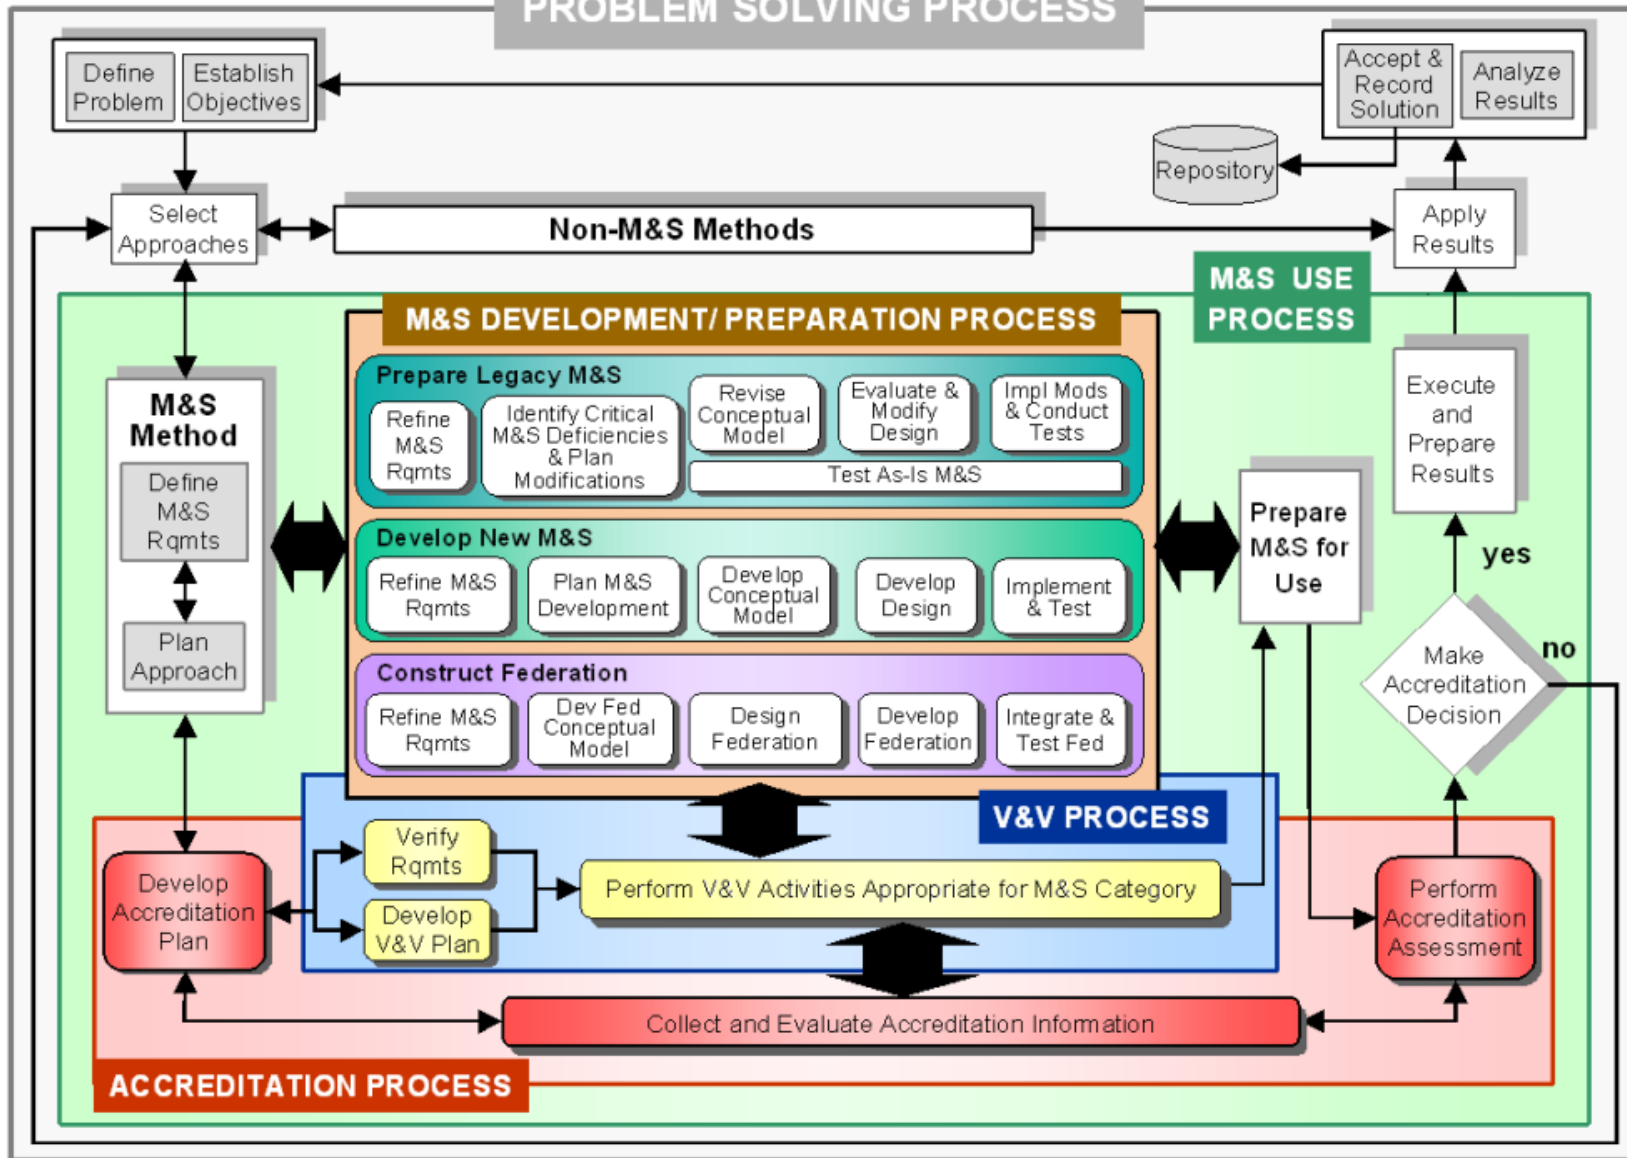 PROBLEM SOLVING PROCESS
Define
Problem
Establish
Objectives
Accept &
Record
Solution
Analyze
Results
Repository
Select
Approaches
Non-M&S Methods
Apply
Results
M&S USE
PROCESS
M&S DEVELOPMENT/ PREPARATION PROCESS
Prepare Legacy M&S
Refine
M&S
Rqmts
Identify Critical
M&S Deficiencies
& Plan
Modifications
Revise
Conceptual
Model
Evaluate &
Modify
Design
Impl Mods
& Conduct
Tests
Test As-Is M&S
M&S
Method
Define
M&S
Rqmts
Plan
Approach
Develop New M&S
Refine M&S
Rqmts
Plan M&S
Development
Develop
Conceptual
Model
Develop
Design
Implement
& Test
Construct Federation
Refine M&S
Rqmts
Dev Fed
Conceptual
Model
Design
Federation
Develop
Federation
Integrate &
Test Fed
Prepare
M&S for
Use
Execute
and
Prepare
Results
yes
no
Make
Accreditation
Decision
V&V PROCESS
Verify
Rqmts
Develop
V&V Plan
Perform V&V Activities Appropriate for M&S Category
Develop
Accreditation
Plan
Perform
Accreditation
Assessment
Collect and Evaluate Accreditation Information
ACCREDITATION PROCESS